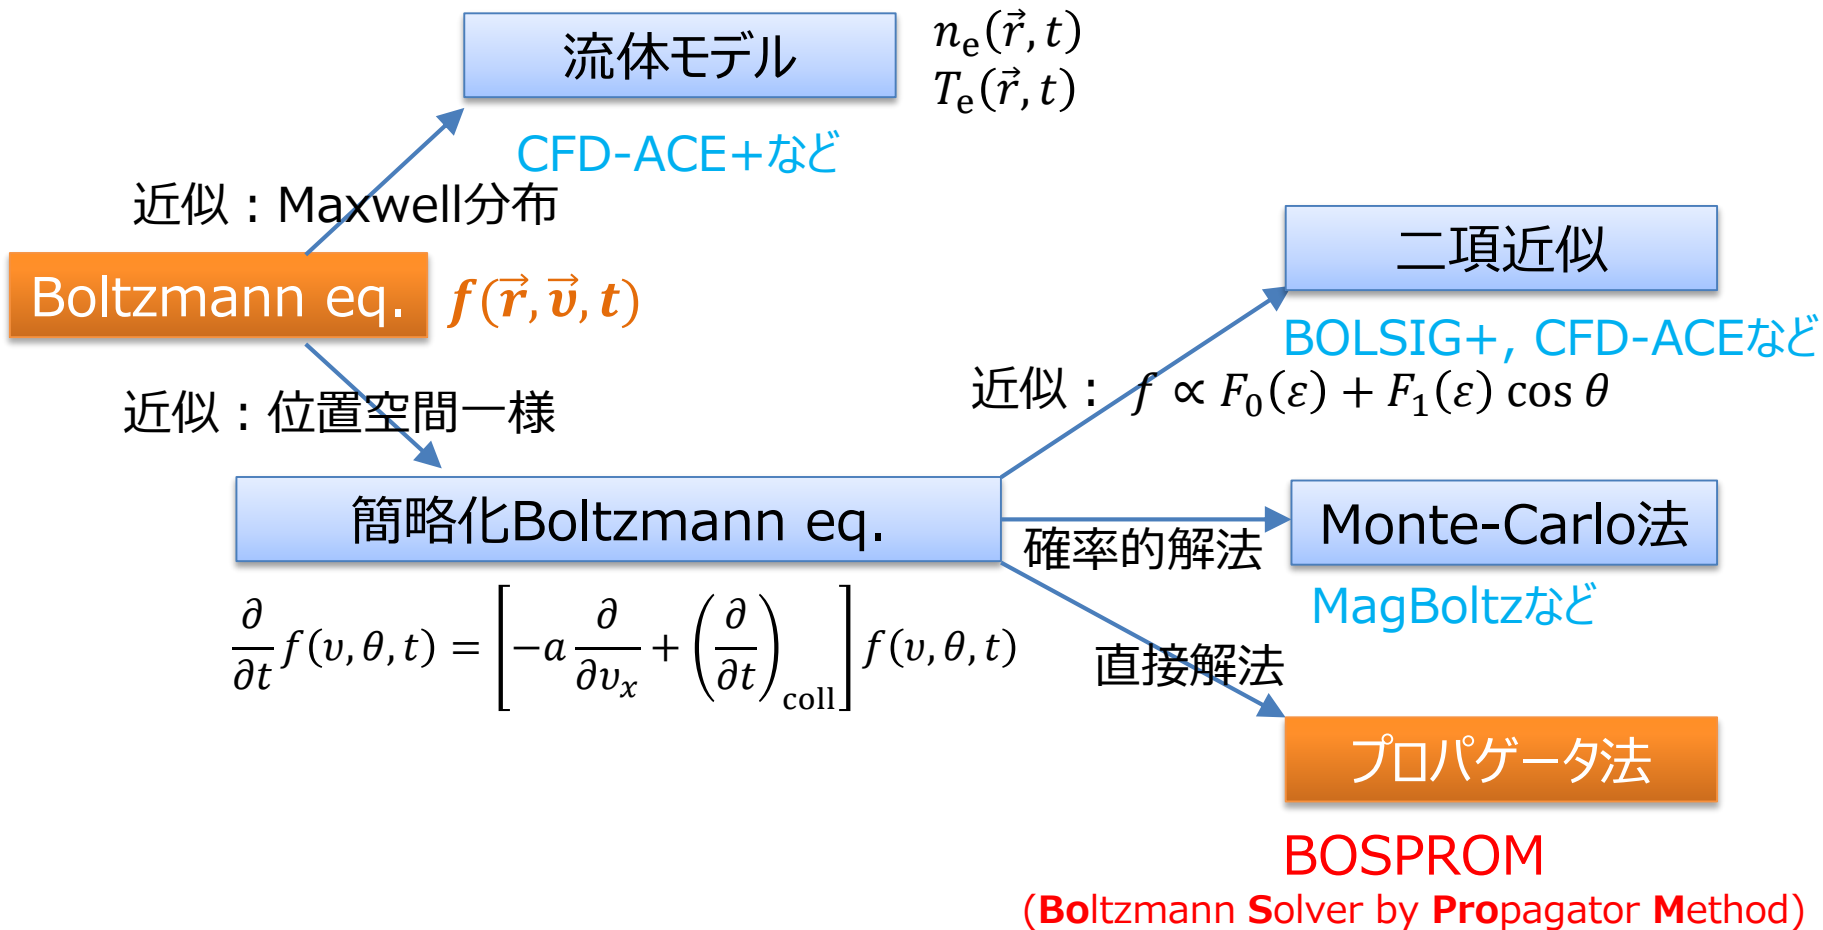 流体モデル
n_e(r⃗, t)
T_e(r⃗, t)
CFD-ACE+など
近似：Maxwell分布
Boltzmann eq.
f(r⃗, v⃗, t)
近似：位置空間一様
二項近似
BOLSIG+, CFD-ACEなど
近似： f ∝ F₀(ε) + F₁(ε) cos θ
簡略化Boltzmann eq.
確率的解法
Monte-Carlo法
MagBoltzなど
∂/∂t f(v, θ, t) = [−a ∂/∂v_x + (∂/∂t)_coll] f(v, θ, t)
直接解法
プロパゲータ法
BOSPROM
(Boltzmann Solver by Propagator Method)